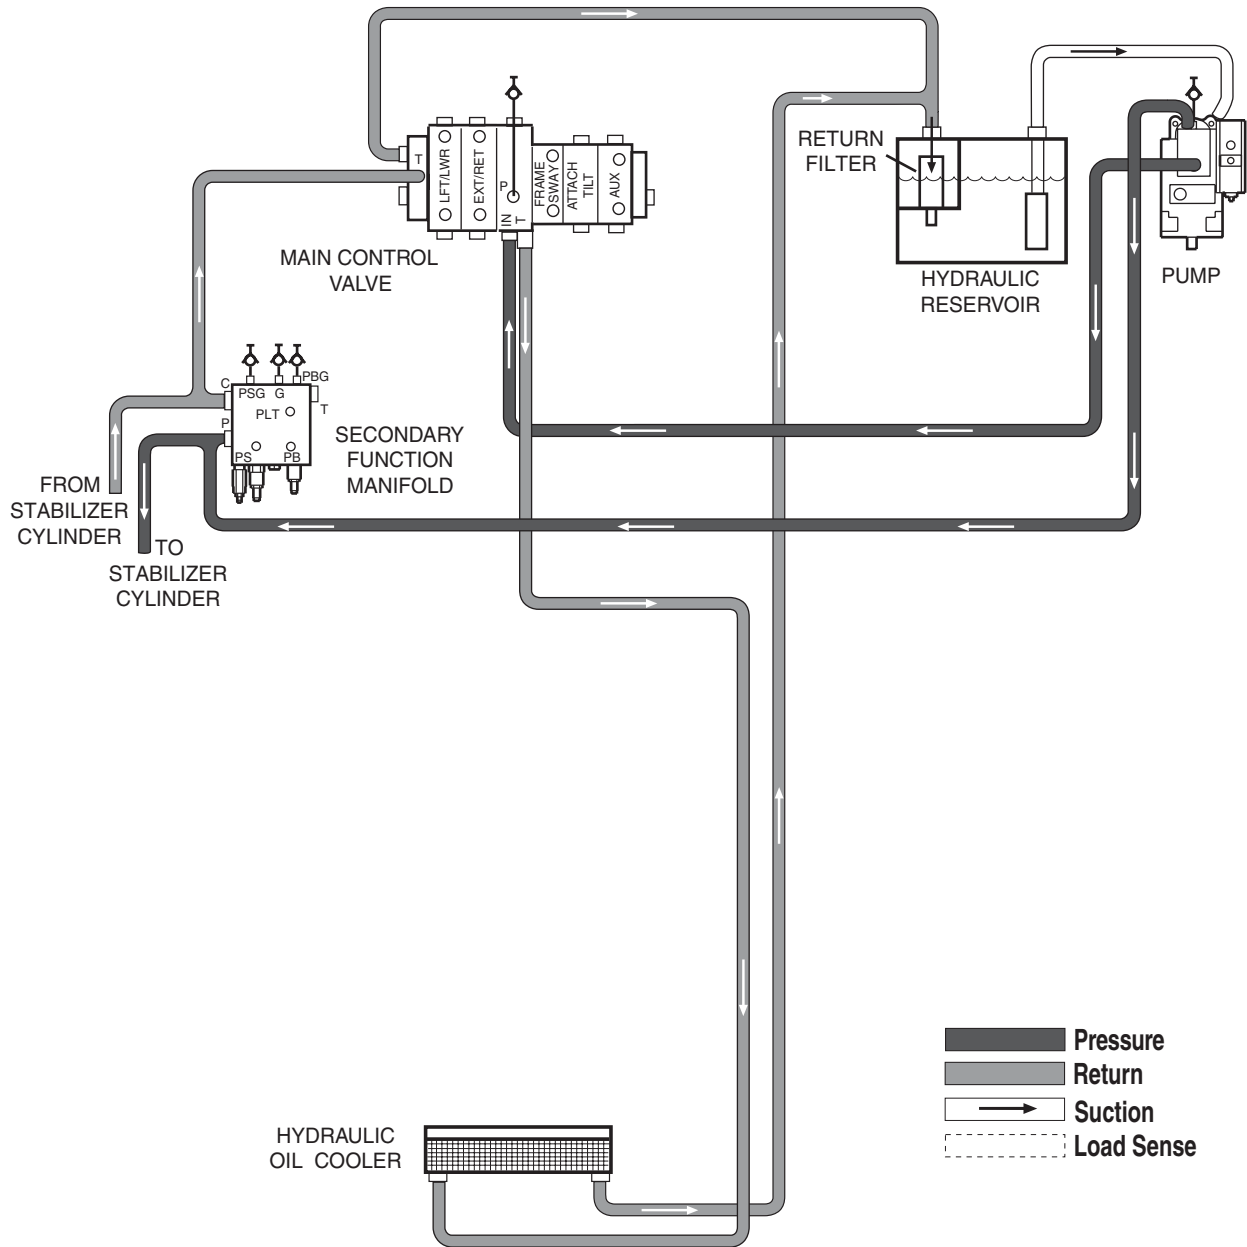 T
LFT/LWR
EXT/RET
P
IN
T
FRAME
SWAY
ATTACH
TILT
AUX
MAIN CONTROL
VALVE
RETURN
FILTER
HYDRAULIC
RESERVOIR
PUMP
C
PBG
PSG G
T
PLT
P
PS PB
SECONDARY
FUNCTION
MANIFOLD
FROM
STABILIZER
CYLINDER
TO
STABILIZER
CYLINDER
HYDRAULIC
OIL COOLER
Pressure
Return
Suction
Load Sense